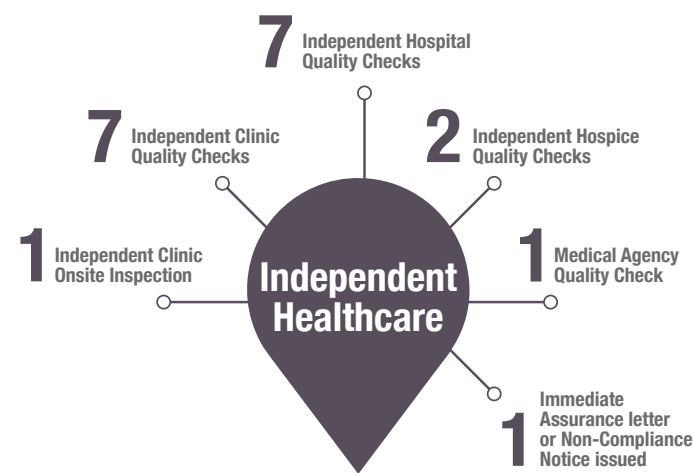 7 Independent Hospital
Quality Checks
7 Independent Clinic
Quality Checks
2 Independent Hospice
Quality Checks
1 Independent Clinic
Onsite Inspection
1 Medical Agency
Quality Check
Independent
Healthcare
1 Immediate
Assurance letter
or Non-Compliance
Notice issued